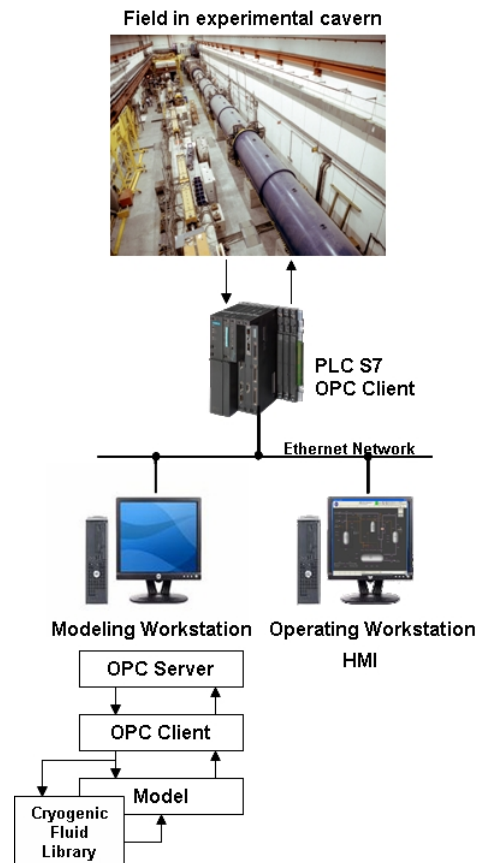 Field in experimental cavern
PLC S7
OPC Client
Ethernet Network
Modeling Workstation
Operating Workstation
HMI
OPC Server
OPC Client
Model
Cryogenic
Fluid
Library